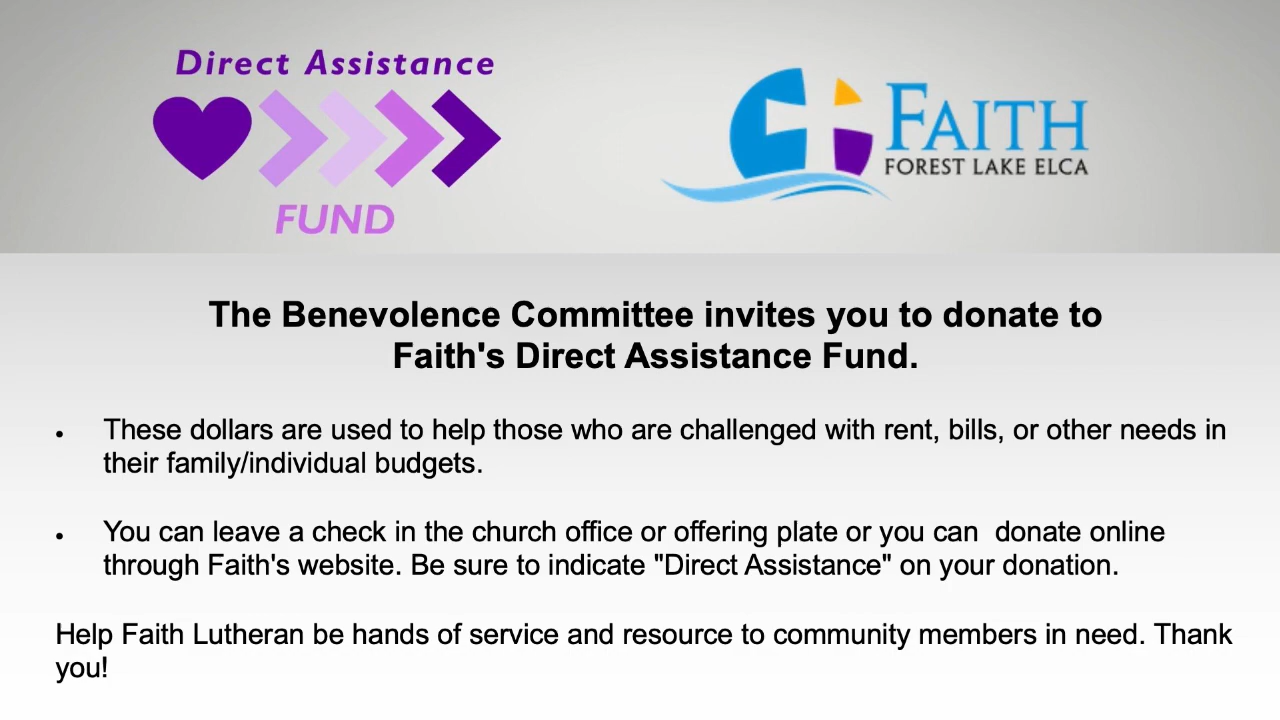 Direct Assistance
FUND
FAITH
FOREST LAKE ELCA
The Benevolence Committee invites you to donate to
Faith's Direct Assistance Fund.
• These dollars are used to help those who are challenged with rent, bills, or other needs in
their family/individual budgets.
• You can leave a check in the church office or offering plate or you can  donate online
through Faith's website. Be sure to indicate "Direct Assistance" on your donation.
Help Faith Lutheran be hands of service and resource to community members in need. Thank
you!